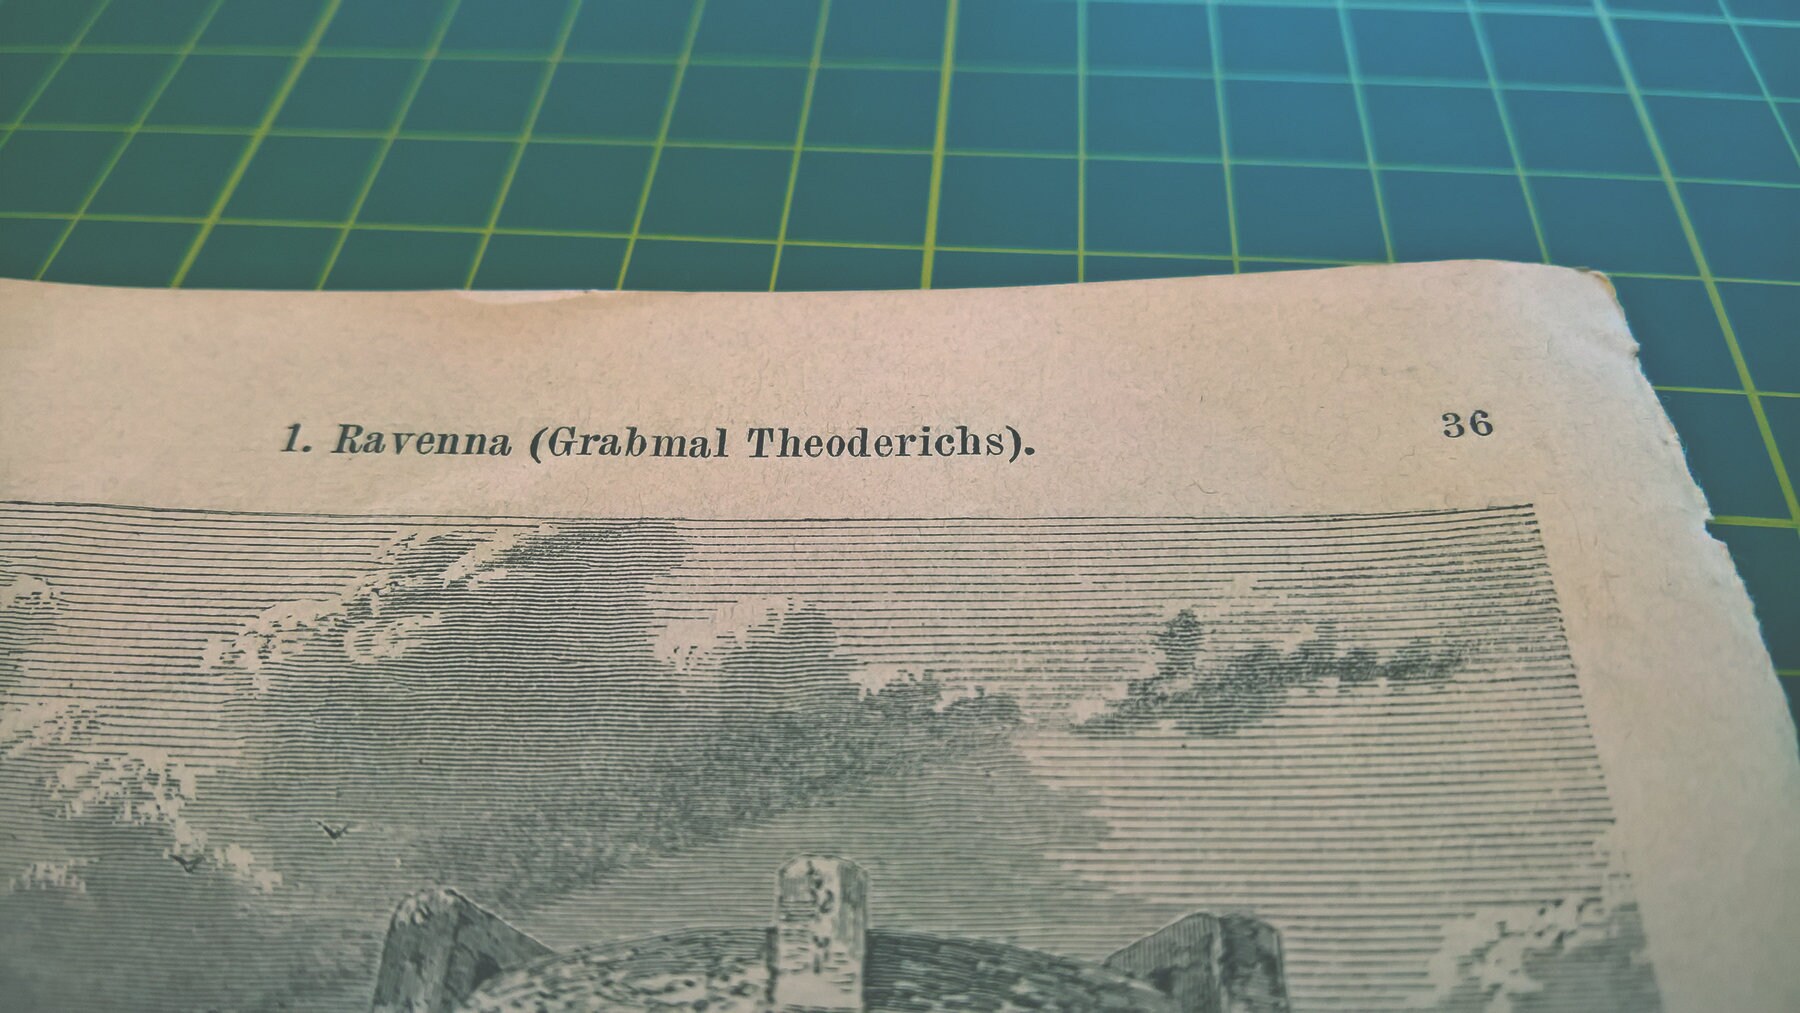 1. Ravenna (Grabmal Theoderichs).
36